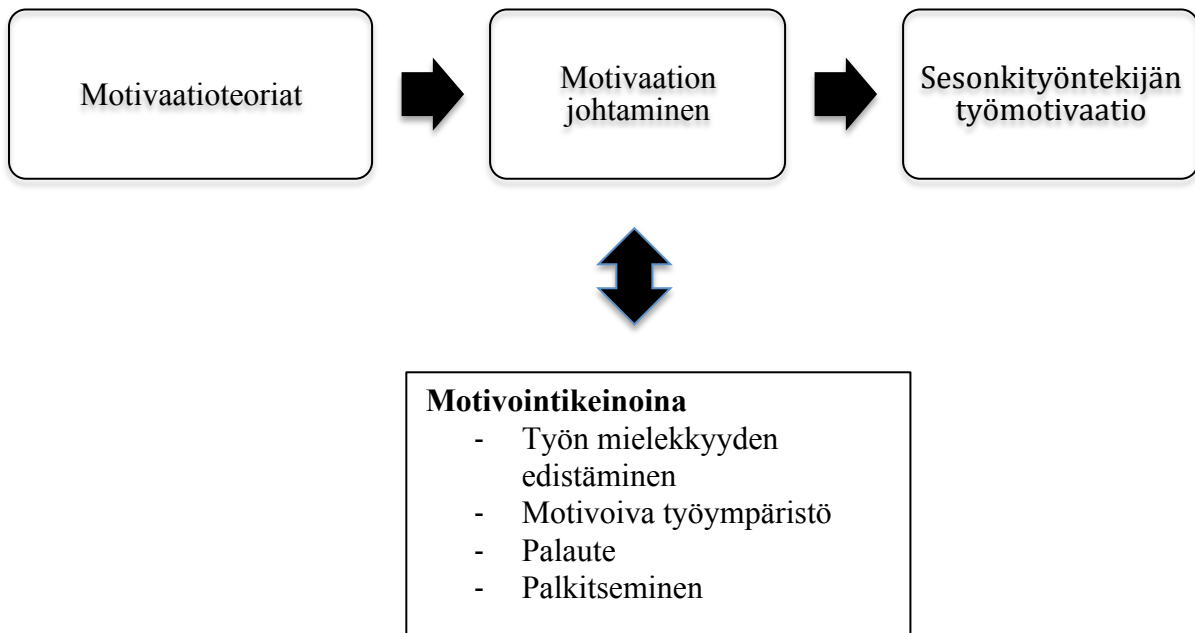 Motivaatioteoriat
Motivaation
johtaminen
Sesonkityöntekijän
työmotivaatio
Motivointikeinoina
- Työn mielekkyyden
edistäminen
- Motivoiva työympäristö
- Palaute
- Palkitseminen